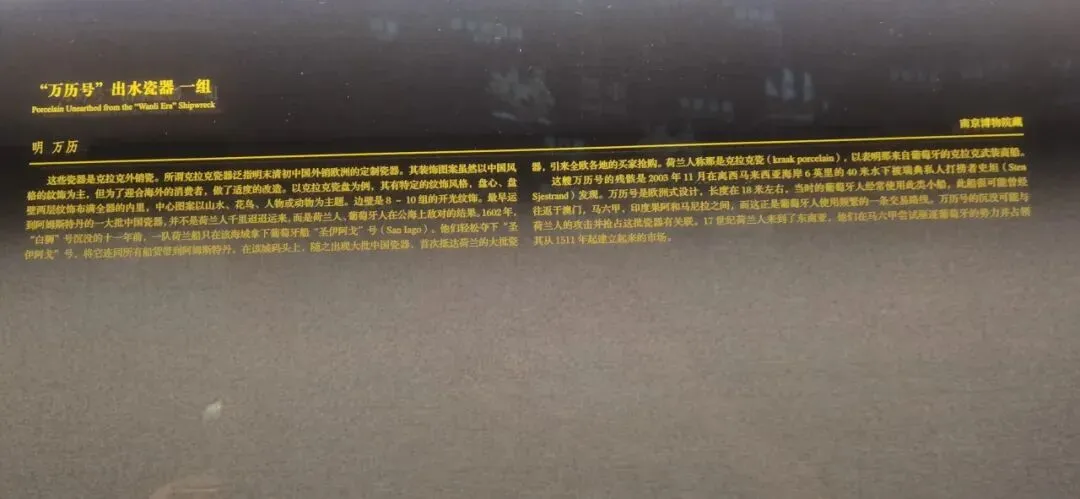 “万历号”出水瓷器 一组
Porcelain Unearthed from the "Wanli Era" Shipwreck
明 万历
南京博物院藏
这些瓷器是克拉克外销瓷。所谓克拉克瓷器泛指明末清初中国外销欧洲的定制瓷器。其装饰图案虽然以中国风
格的纹饰为主，但为了迎合海外的消费者，做了适度的改造。以克拉克瓷盘为例，其有特定的纹饰风格，盘心、盘
壁两层纹饰布满全器的内里，中心图案以山水、花鸟、人物或动物为主题，边壁是 8 - 10 组的开光纹饰。最早运
到阿姆斯特丹的一大批中国瓷器，并不是荷兰人千里迢迢运来，而是荷兰人、葡萄牙人在公海上敌对的结果。1602 年，
“白狮”号沉没的十一年前，一队荷兰船只在该海域拿下葡萄牙船“圣伊阿戈”号（San Iago）。他们轻松夺下“圣
伊阿戈”号，将它连同所有船货带到阿姆斯特丹。在该城码头上，随之出现大批中国瓷器。首次抵达荷兰的大批瓷
器，引来全欧各地的买家抢购。荷兰人称那是克拉克瓷（kraak porcelain），以表明那来自葡萄牙的克拉克武装商船。
这艘万历号的残骸是 2003 年 11 月在离西马来西亚海岸 6 英里的 40 米水下被瑞典私人打捞者史坦（Sten
Sjestrand）发现。万历号是欧洲式设计，长度在 18 米左右，当时的葡萄牙人经常使用此类小船，此船很可能曾经
往返于澳门，马六甲，印度果阿和马尼拉之间，而这正是葡萄牙人使用频繁的一条交易路线。万历号的沉没可能与
荷兰人的攻击并抢占这批瓷器有关联。17 世纪荷兰人来到了东南亚，他们在马六甲尝试驱逐葡萄牙的势力并占领
其从 1511 年起建立起来的市场。